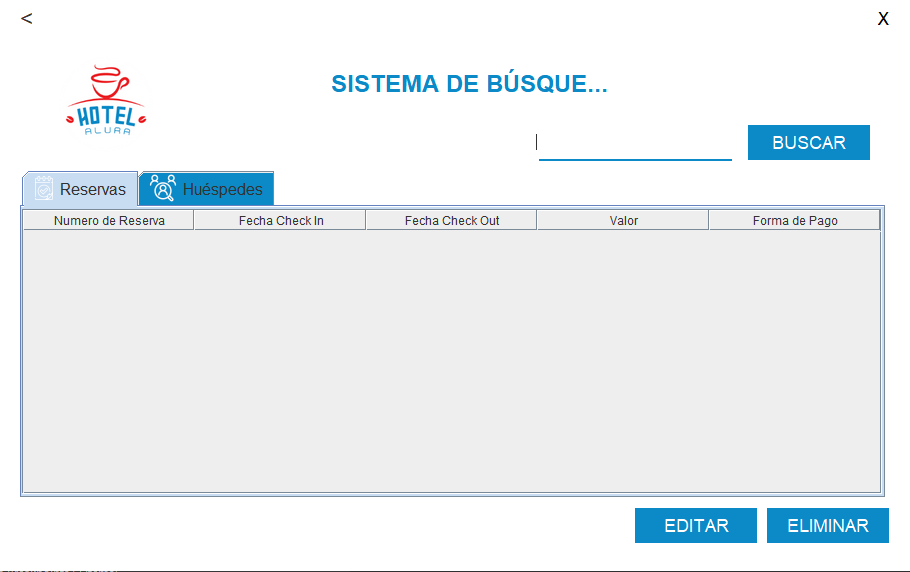 <
X
SISTEMA DE BÚSQUE...
HOTEL
ALURA
BUSCAR
Reservas
Huéspedes
Numero de Reserva Fecha Check In Fecha Check Out Valor Forma de Pago
EDITAR
ELIMINAR